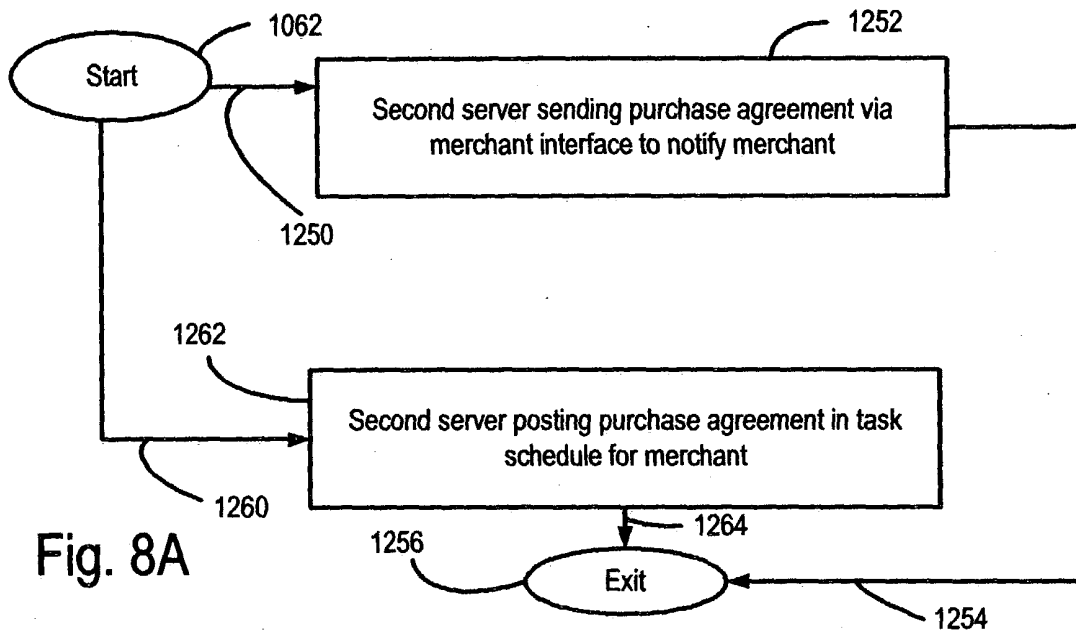 1062
1252
Start
Second server sending purchase agreement via
merchant interface to notify merchant
1250
1262
Second server posting purchase agreement in task
schedule for merchant
1260
1264
Fig. 8A
1256
Exit
1254